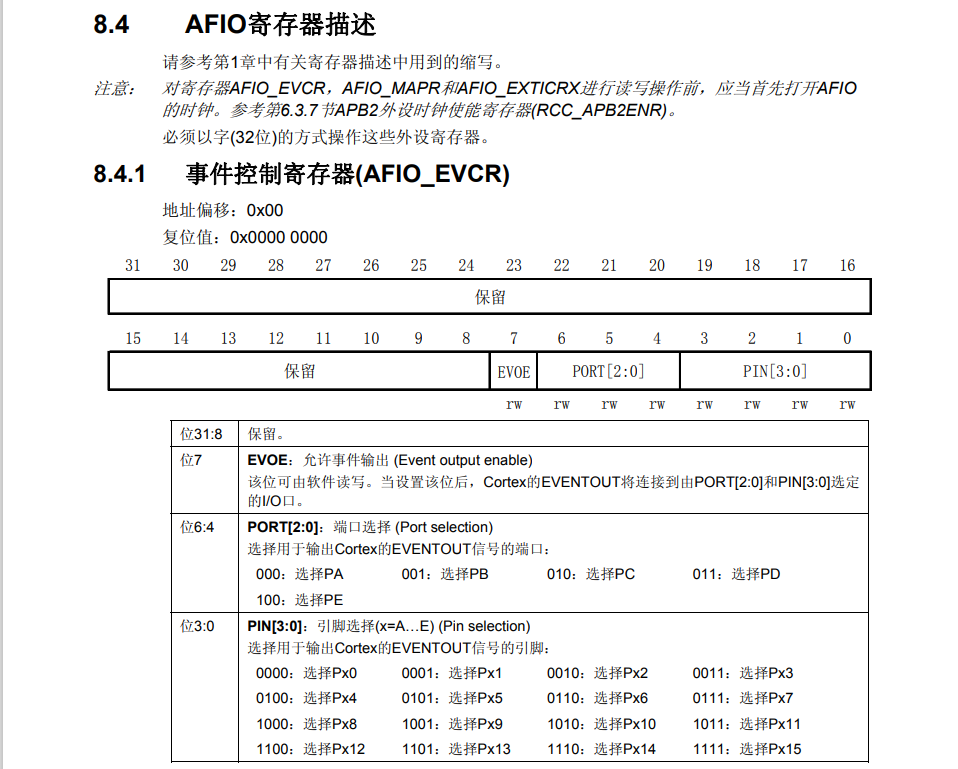 8.4 AFIO寄存器描述
请参考第1章中有关寄存器描述中用到的缩写。
注意： 对寄存器AFIO_EVCR，AFIO_MAPR和AFIO_EXTICRX进行读写操作前，应当首先打开AFIO
的时钟。参考第6.3.7节APB2外设时钟使能寄存器(RCC_APB2ENR)。
必须以字(32位)的方式操作这些外设寄存器。
8.4.1 事件控制寄存器(AFIO_EVCR)
地址偏移：0x00
复位值：0x0000 0000
31 30 29 28 27 26 25 24 23 22 21 20 19 18 17 16
保留
15 14 13 12 11 10 9 8 7 6 5 4 3 2 1 0
保留 EVOE PORT[2:0] PIN[3:0]
rw rw rw rw rw rw rw rw
位31:8 保留。
位7 EVOE：允许事件输出 (Event output enable)
该位可由软件读写。当设置该位后，Cortex的EVENTOUT将连接到由PORT[2:0]和PIN[3:0]选定
的I/O口。
位6:4 PORT[2:0]：端口选择 (Port selection)
选择用于输出Cortex的EVENTOUT信号的端口：
000：选择PA 001：选择PB 010：选择PC 011：选择PD
100：选择PE
位3:0 PIN[3:0]：引脚选择(x=A…E) (Pin selection)
选择用于输出Cortex的EVENTOUT信号的引脚：
0000：选择Px0 0001：选择Px1 0010：选择Px2 0011：选择Px3
0100：选择Px4 0101：选择Px5 0110：选择Px6 0111：选择Px7
1000：选择Px8 1001：选择Px9 1010：选择Px10 1011：选择Px11
1100：选择Px12 1101：选择Px13 1110：选择Px14 1111：选择Px15